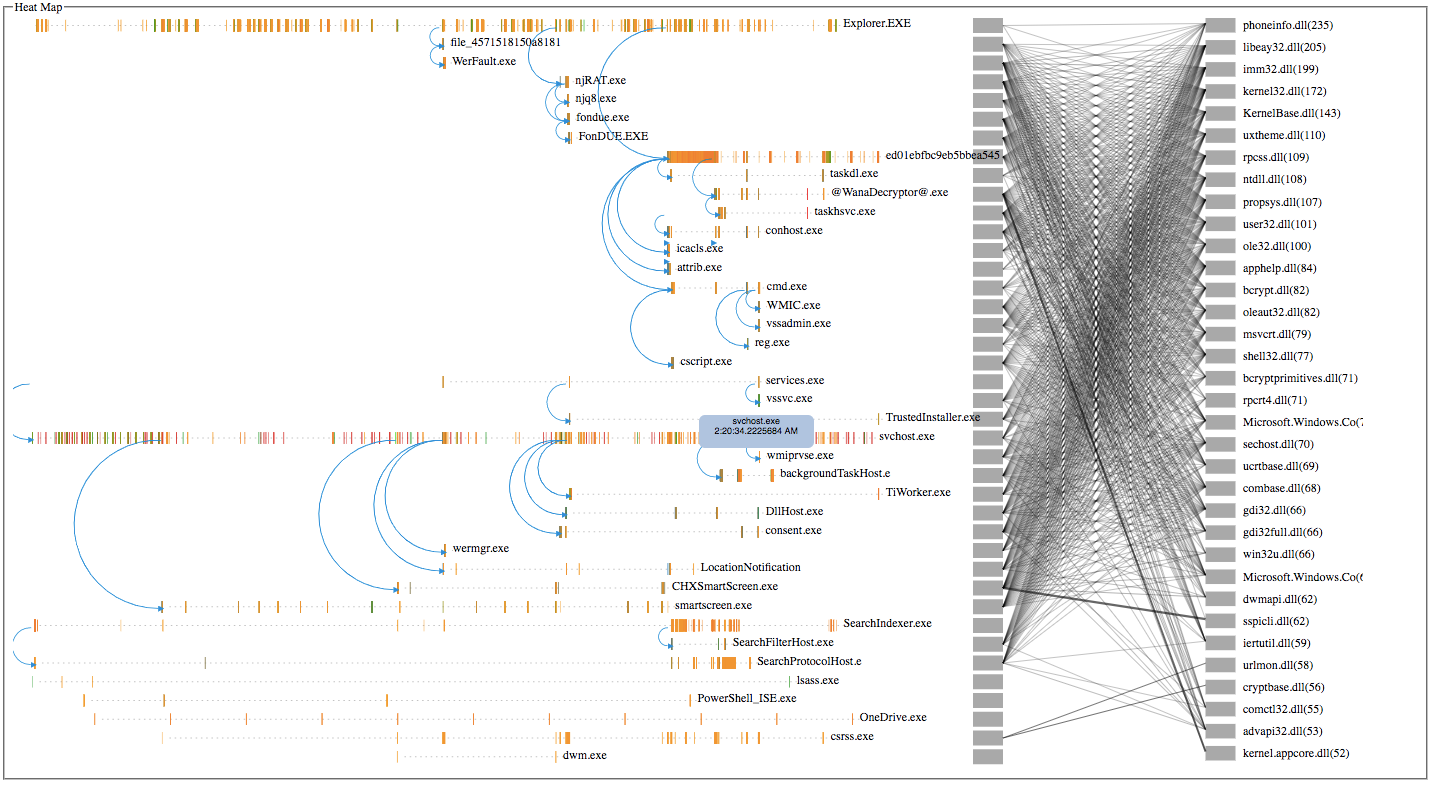 Heat Map
Explorer.EXE
file_4571518150a8181
WerFault.exe
njRAT.exe
njq8.exe
fondue.exe
FonDUE.EXE
ed01ebfbc9eb5bbea545
taskdl.exe
@WanaDecryptor@.exe
taskhsvc.exe
conhost.exe
icacls.exe
attrib.exe
cmd.exe
WMIC.exe
vssadmin.exe
reg.exe
cscript.exe
services.exe
vssvc.exe
TrustedInstaller.exe
svchost.exe
2:20:34.2225684 AM
svchost.exe
wmiprvse.exe
backgroundTaskHost.e
TiWorker.exe
DllHost.exe
consent.exe
wermgr.exe
LocationNotification
CHXSmartScreen.exe
smartscreen.exe
SearchIndexer.exe
SearchFilterHost.exe
SearchProtocolHost.e
lsass.exe
PowerShell_ISE.exe
OneDrive.exe
csrss.exe
dwm.exe
phoneinfo.dll(235)
libeay32.dll(205)
imm32.dll(199)
kernel32.dll(172)
KernelBase.dll(143)
uxtheme.dll(110)
rpcss.dll(109)
ntdll.dll(108)
propsys.dll(107)
user32.dll(101)
ole32.dll(100)
apphelp.dll(84)
bcrypt.dll(82)
oleaut32.dll(82)
msvcrt.dll(79)
shell32.dll(77)
bcryptprimitives.dll(71)
rpcrt4.dll(71)
Microsoft.Windows.Co(7
sechost.dll(70)
ucrtbase.dll(69)
combase.dll(68)
gdi32.dll(66)
gdi32full.dll(66)
win32u.dll(66)
Microsoft.Windows.Co(6
dwmapi.dll(62)
sspicli.dll(62)
iertutil.dll(59)
urlmon.dll(58)
cryptbase.dll(56)
comctl32.dll(55)
advapi32.dll(53)
kernel.appcore.dll(52)